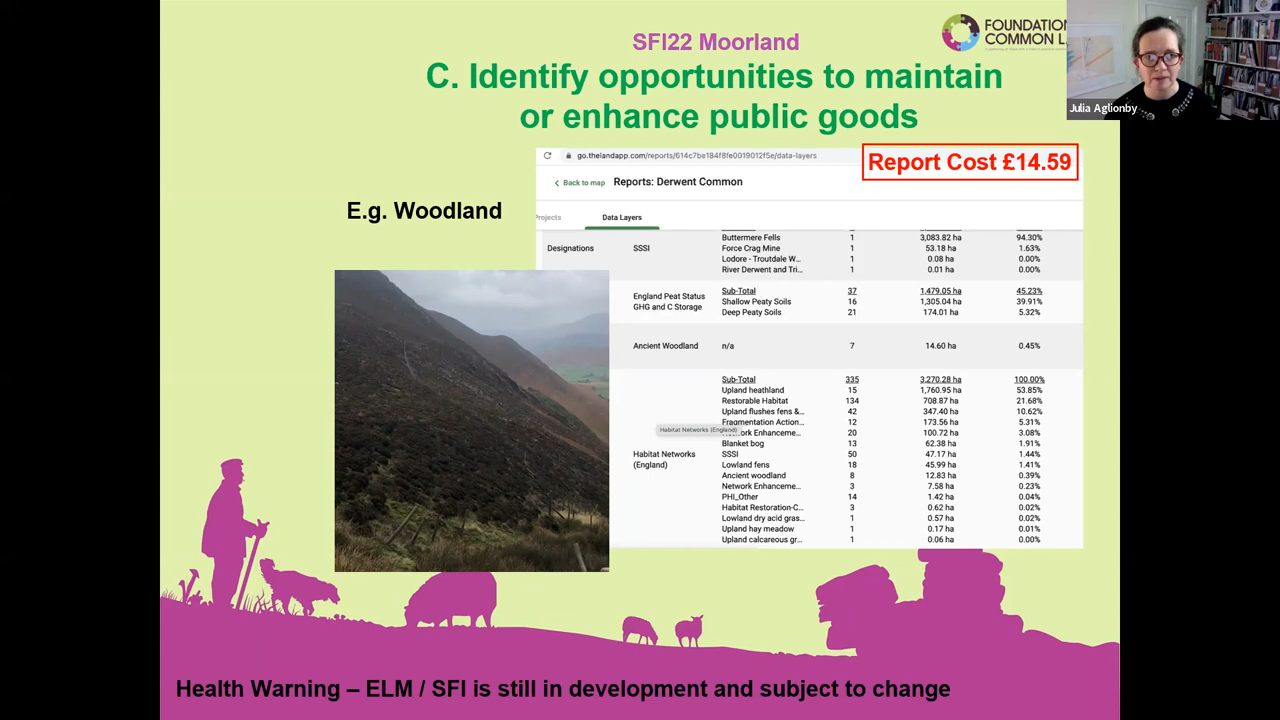 SFI22 Moorland
C. Identify opportunities to maintain
or enhance public goods
FOUNDATION
COMMON L
Julia Aglionby
go.thelandapp.com/reports/614c7be184f8fe0019012f5e/data-layers
Report Cost £14.59
Back to map Reports: Derwent Common
E.g. Woodland
Projects Data Layers
Designations SSSI
Buttermere Fells 1 3,083.82 ha 94.30%
Force Crag Mine 1 53.18 ha 1.63%
Lodore - Troutdale W... 1 0.08 ha 0.00%
River Derwent and Tri... 1 0.01 ha 0.00%
England Peat Status
GHG and C Storage
Sub-Total 37 1,479.05 ha 45.23%
Shallow Peaty Soils 16 1,305.04 ha 39.91%
Deep Peaty Soils 21 174.01 ha 5.32%
Ancient Woodland n/a 7 14.60 ha 0.45%
Habitat Networks
(England)
Sub-Total 335 3,270.28 ha 100.00%
Upland heathland 15 1,760.95 ha 53.85%
Restorable Habitat 134 708.87 ha 21.68%
Upland flushes fens &... 42 347.40 ha 10.62%
Fragmentation Action... 12 173.56 ha 5.31%
Habitat Networks (England)
Enhanceme... 20 100.72 ha 3.08%
Blanket bog 13 62.38 ha 1.91%
SSSI 50 47.17 ha 1.44%
Lowland fens 18 45.99 ha 1.41%
Ancient woodland 8 12.83 ha 0.39%
Network Enhanceme... 3 7.58 ha 0.23%
PHI_Other 14 1.42 ha 0.04%
Habitat Restoration-C... 3 0.62 ha 0.02%
Lowland dry acid gras... 1 0.57 ha 0.02%
Upland hay meadow 1 0.17 ha 0.01%
Upland calcareous gr... 1 0.06 ha 0.00%
Health Warning – ELM / SFI is still in development and subject to change